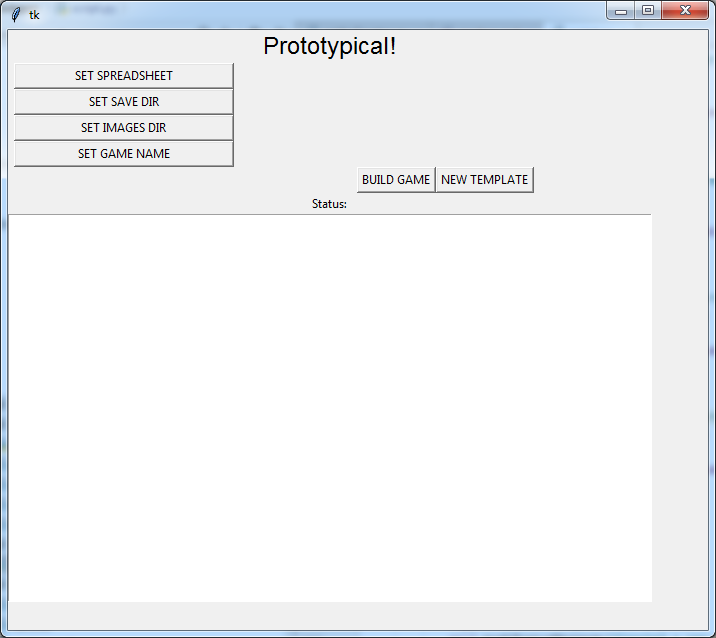 tk
Prototypical!
SET SPREADSHEET
SET SAVE DIR
SET IMAGES DIR
SET GAME NAME
BUILD GAME NEW TEMPLATE
Status: